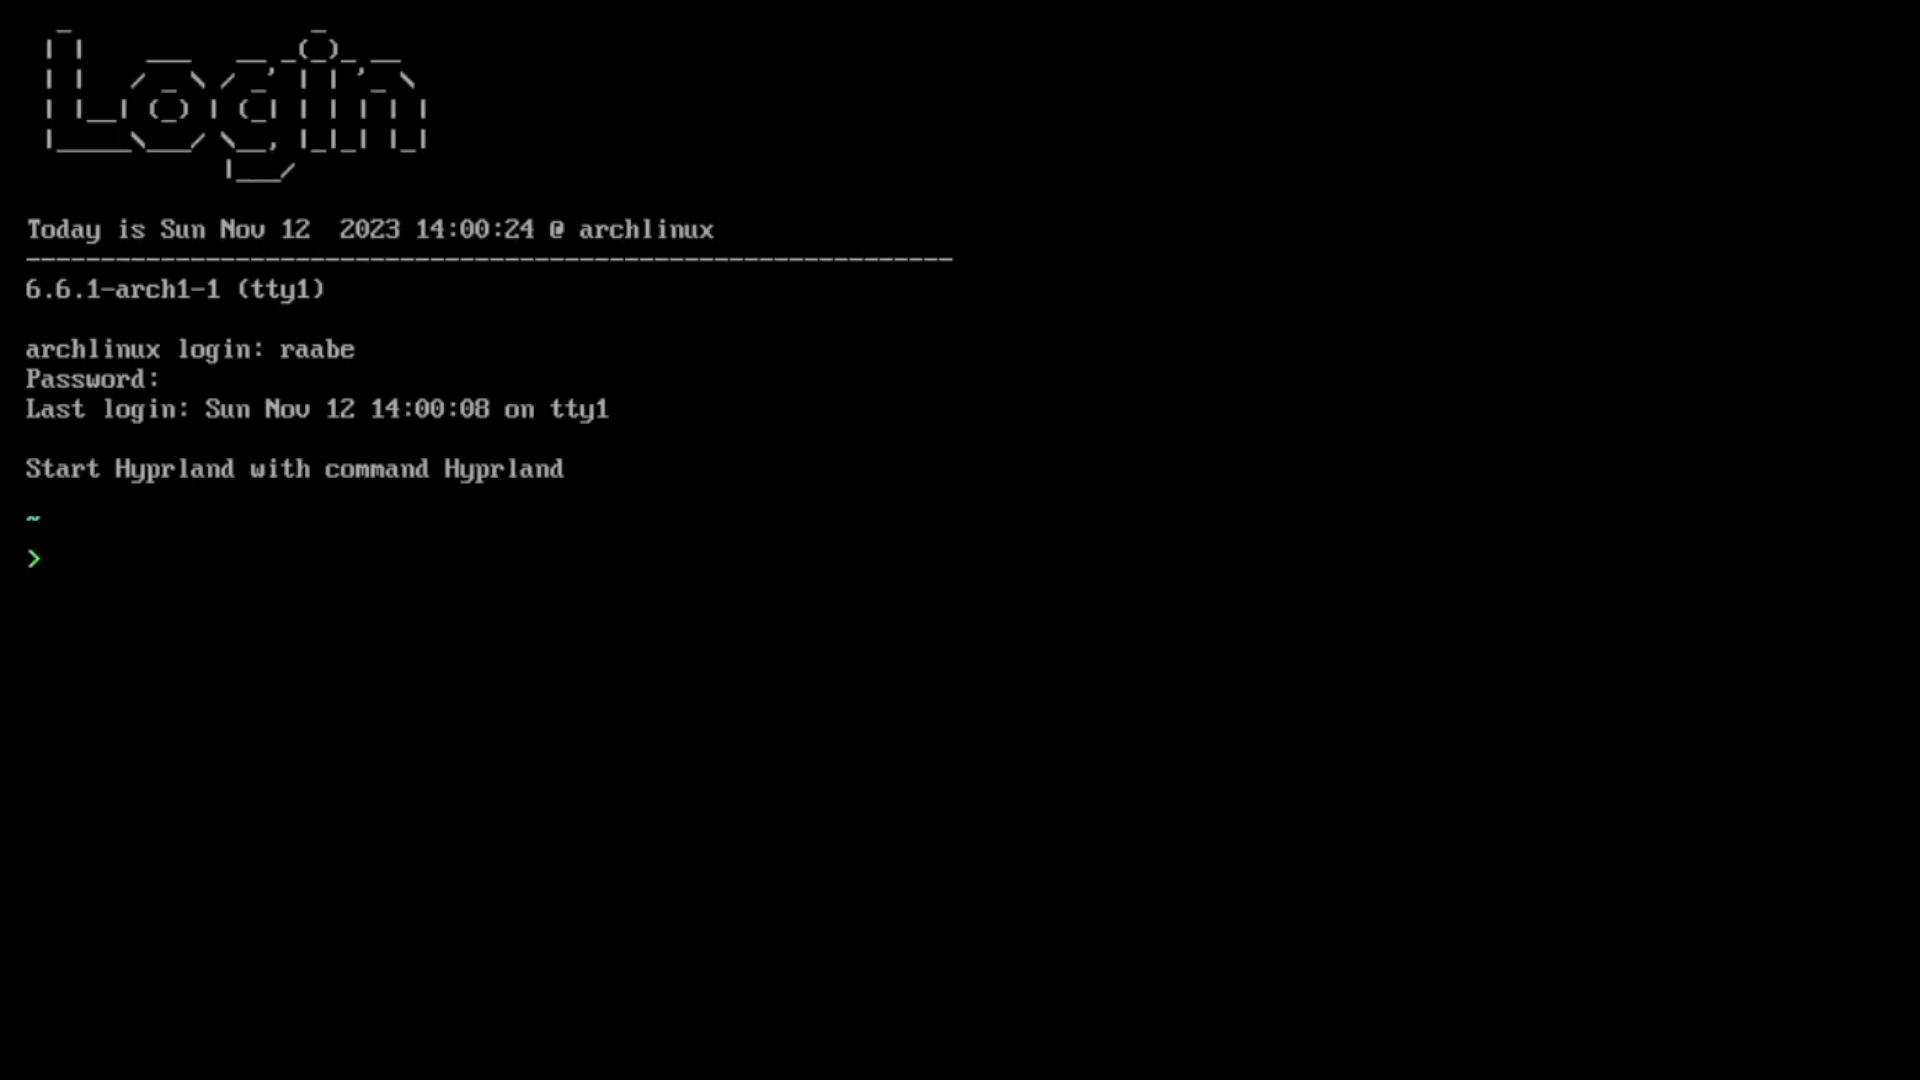 Login
Today is Sun Nov 12  2023 14:00:24 @ archlinux
--------------------------------------------------------------
6.6.1-arch1-1 (tty1)
archlinux login: raabe
Password:
Last login: Sun Nov 12 14:00:08 on tty1
Start Hyprland with command Hyprland
~
>